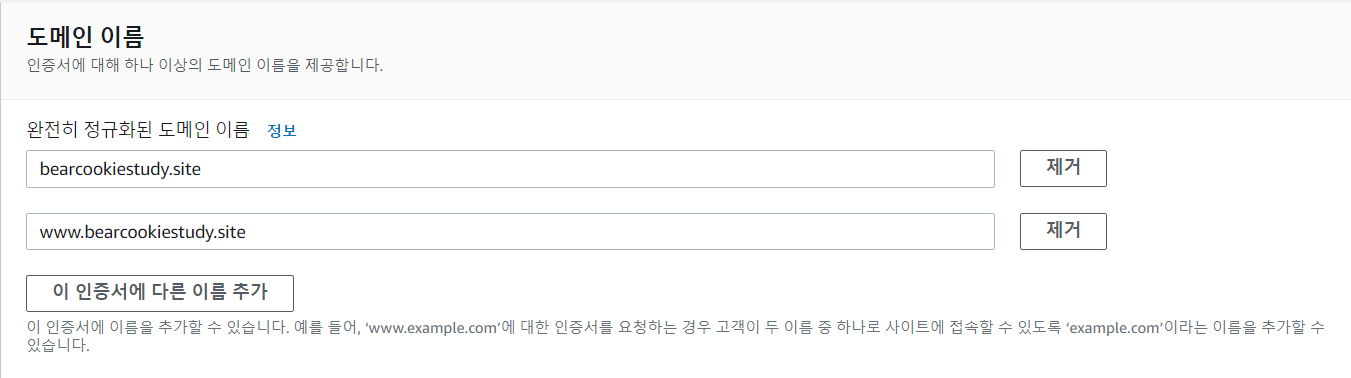 도메인 이름
인증서에 대해 하나 이상의 도메인 이름을 제공합니다.
완전히 정규화된 도메인 이름 정보
bearcookiestudy.site 제거
www.bearcookiestudy.site 제거
이 인증서에 다른 이름 추가
이 인증서에 이름을 추가할 수 있습니다. 예를 들어, ‘www.example.com’에 대한 인증서를 요청하는 경우 고객이 두 이름 중 하나로 사이트에 접속할 수 있도록 ‘example.com’이라는 이름을 추가할 수
있습니다.